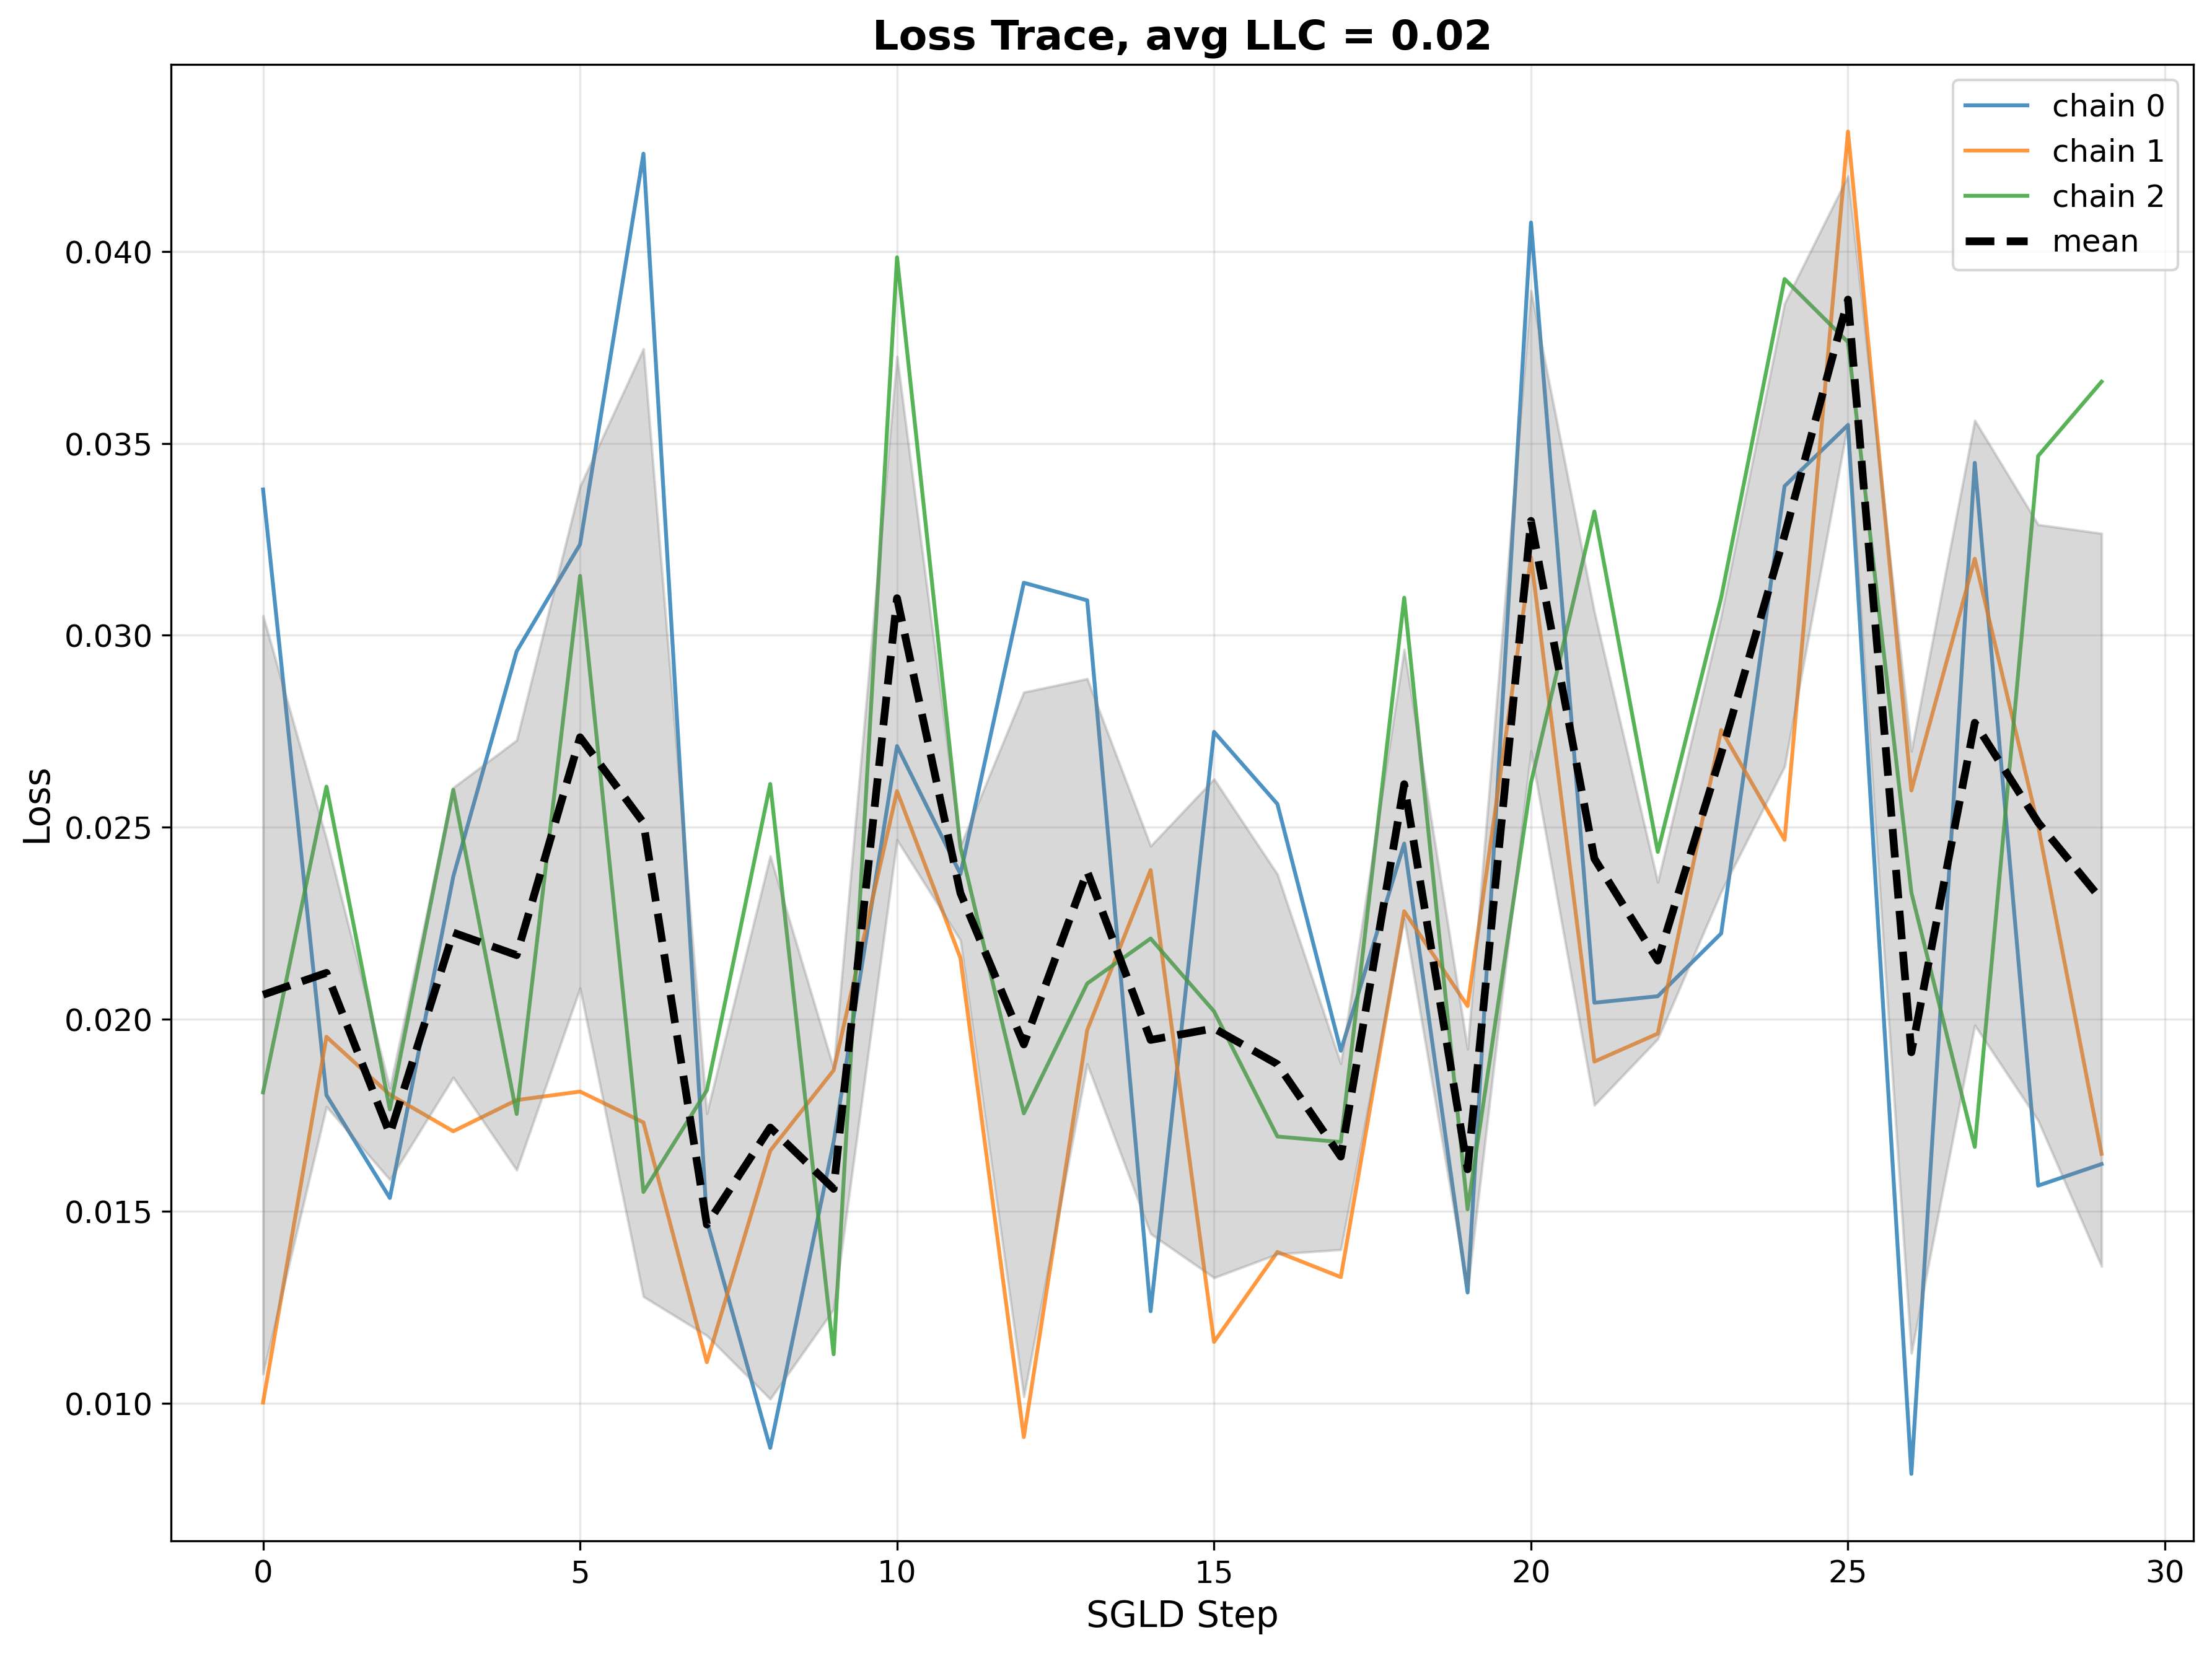 Loss Trace, avg LLC = 0.02
chain 0
chain 1
chain 2
mean
Loss
0.040
0.035
0.030
0.025
0.020
0.015
0.010
0 5 10 15 20 25 30
SGLD Step